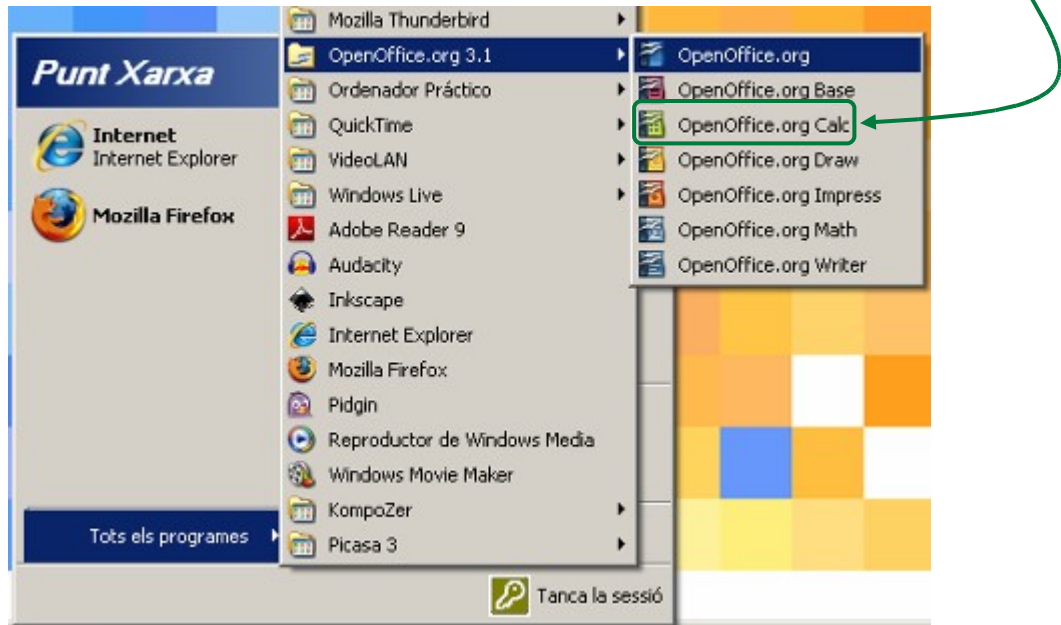 Punt Xarxa
Internet
Internet Explorer
Mozilla Firefox
Tots els programes
Mozilla Thunderbird
OpenOffice.org 3.1
Ordenador Práctico
QuickTime
VideoLAN
Windows Live
Adobe Reader 9
Audacity
Inkscape
Internet Explorer
Mozilla Firefox
Pidgin
Reproductor de Windows Media
Windows Movie Maker
KompoZer
Picasa 3
OpenOffice.org
OpenOffice.org Base
OpenOffice.org Calc
OpenOffice.org Draw
OpenOffice.org Impress
OpenOffice.org Math
OpenOffice.org Writer
Tanca la sessió